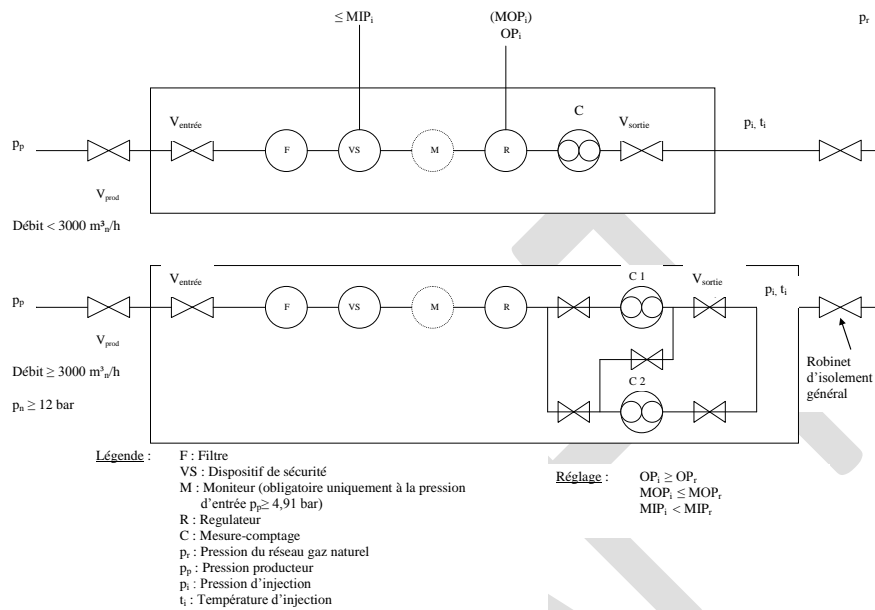 ≤ MIPi
(MOPi)
OPi
pr
C
Ventrée
Vsortie
pi, ti
pp
F
VS
M
R
Vprod
Débit < 3000 m³n/h
Ventrée
C 1
Vsortie
pi, ti
pp
F
VS
M
R
Vprod
Débit ≥ 3000 m³n/h
pn ≥ 12 bar
C 2
Robinet
d'isolement
général
Légende :
F : Filtre
VS : Dispositif de sécurité
M : Moniteur (obligatoire uniquement à la pression
d'entrée pp≥ 4,91 bar)
R : Regulateur
C : Mesure-comptage
pr : Pression du réseau gaz naturel
pp : Pression producteur
pi : Pression d'injection
ti : Température d'injection
Réglage :
OPi ≥ OPr
MOPi ≤ MOPr
MIPi < MIPr